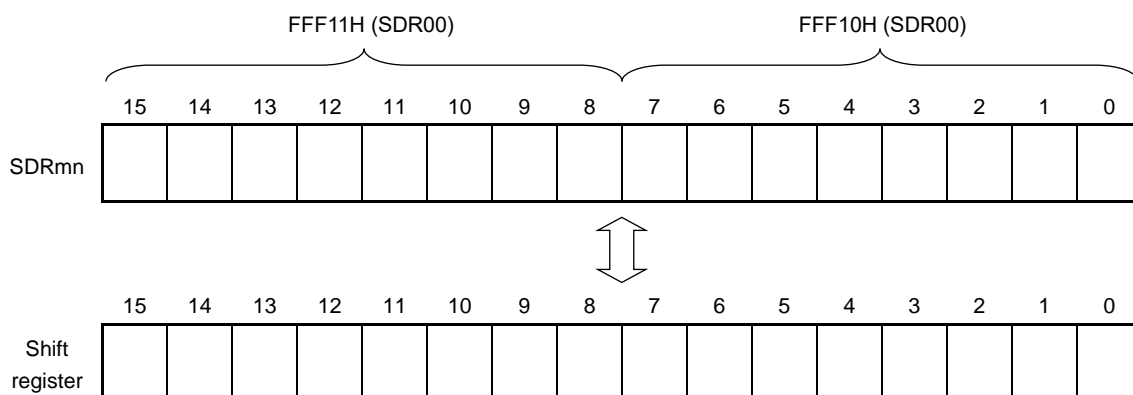 FFF11H (SDR00) FFF10H (SDR00)
15 14 13 12 11 10 9 8 7 6 5 4 3 2 1 0
SDRmn
15 14 13 12 11 10 9 8 7 6 5 4 3 2 1 0
Shift
register